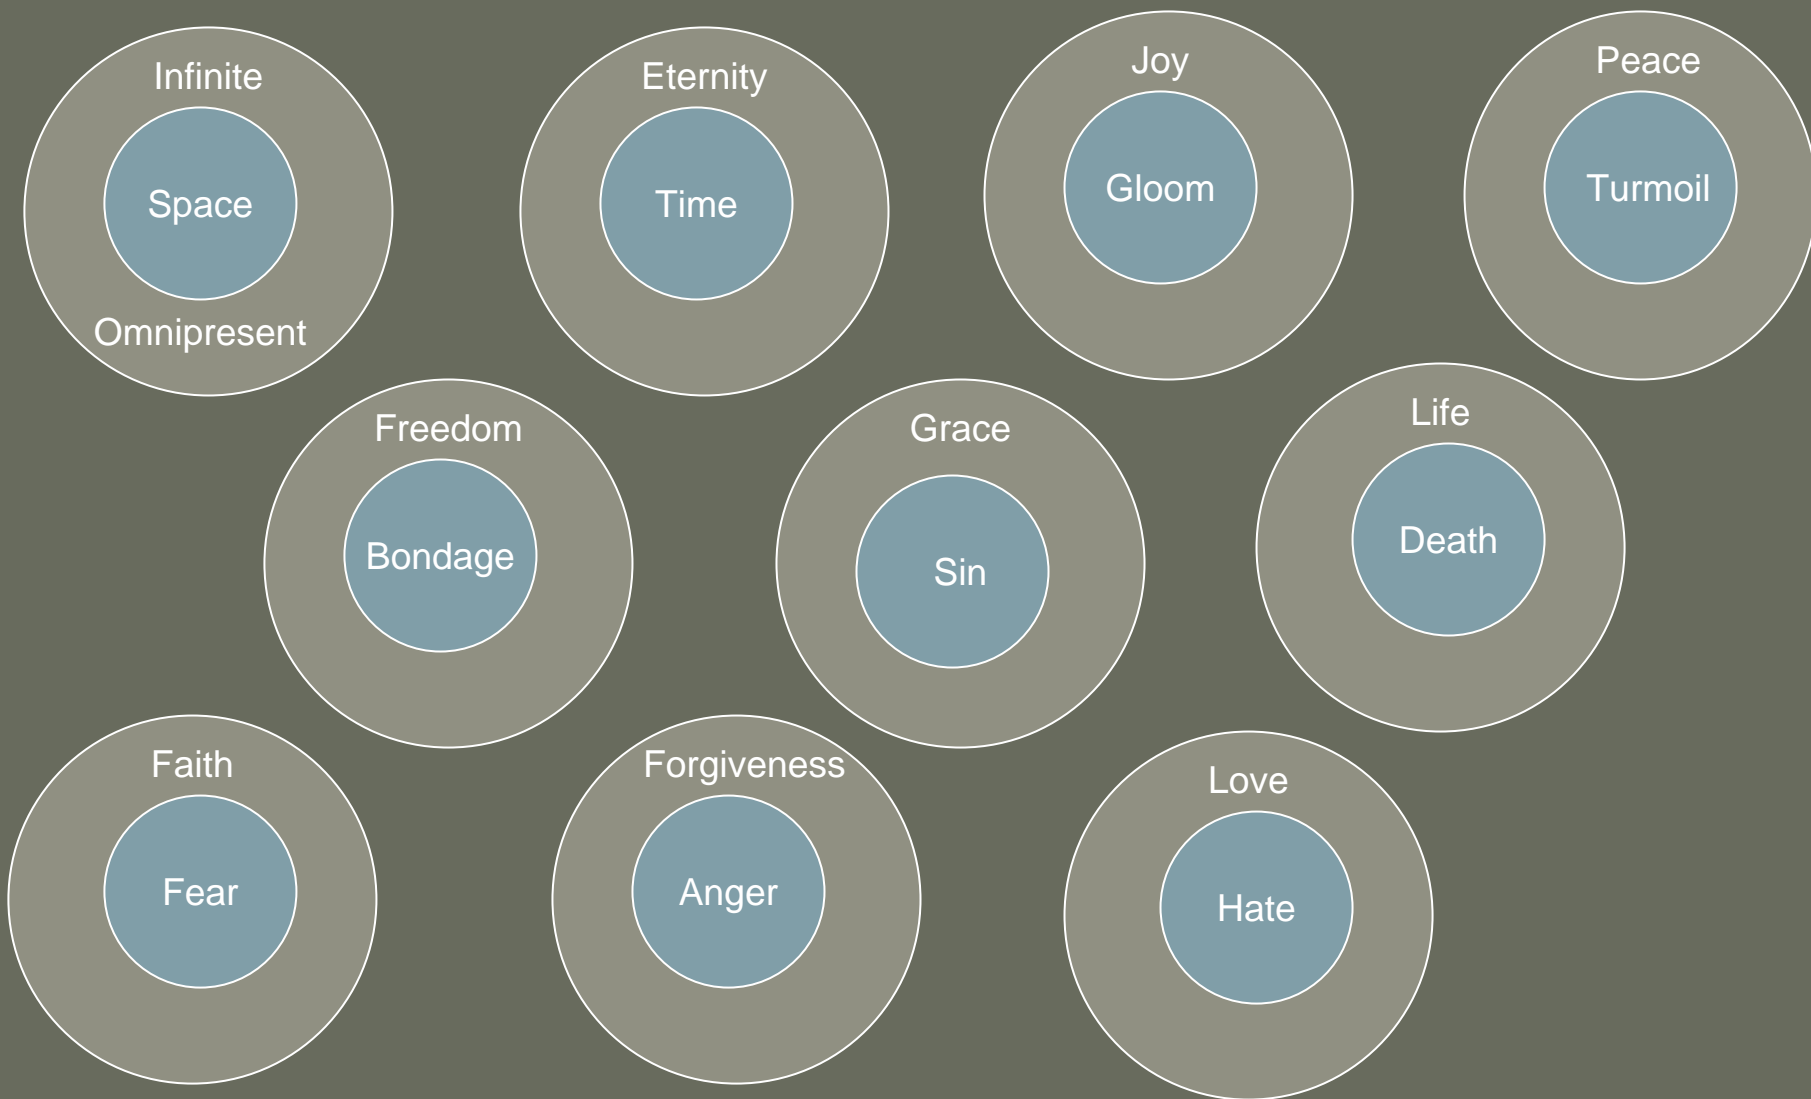 Infinite
Space
Omnipresent
Eternity
Time
Joy
Gloom
Peace
Turmoil
Freedom
Bondage
Grace
Sin
Life
Death
Faith
Fear
Forgiveness
Anger
Love
Hate